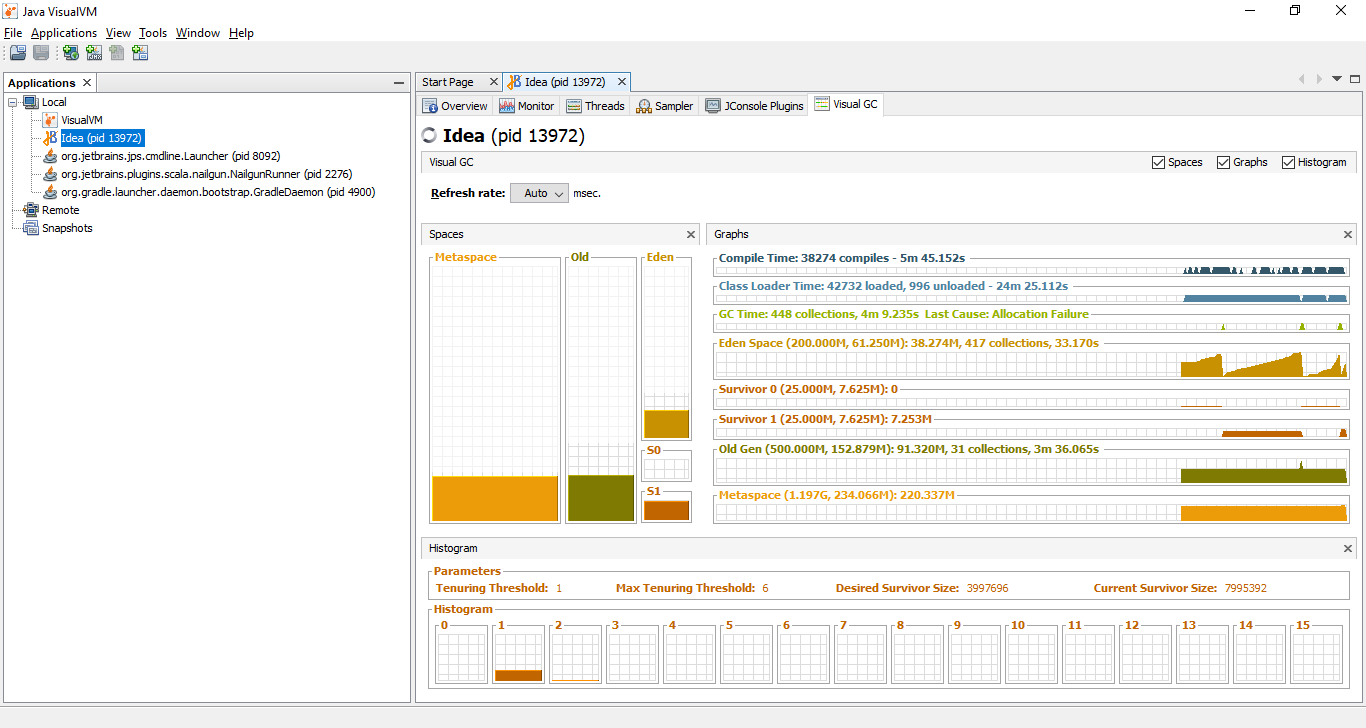 Java VisualVM
File Applications View Tools Window Help
Applications
Local
VisualVM
Idea (pid 13972)
org.jetbrains.jps.cmdline.Launcher (pid 8092)
org.jetbrains.plugins.scala.nailgun.NailgunRunner (pid 2276)
org.gradle.launcher.daemon.bootstrap.GradleDaemon (pid 4900)
Remote
Snapshots
Start Page Idea (pid 13972)
Overview Monitor Threads Sampler JConsole Plugins Visual GC
Idea (pid 13972)
Visual GC Spaces Graphs Histogram
Refresh rate: Auto msec.
Spaces
Metaspace Old Eden
S0
S1
Graphs
Compile Time: 38274 compiles - 5m 45.152s
Class Loader Time: 42732 loaded, 996 unloaded - 24m 25.112s
GC Time: 448 collections, 4m 9.235s Last Cause: Allocation Failure
Eden Space (200.000M, 61.250M): 38.274M, 417 collections, 33.170s
Survivor 0 (25.000M, 7.625M): 0
Survivor 1 (25.000M, 7.625M): 7.253M
Old Gen (500.000M, 152.879M): 91.320M, 31 collections, 3m 36.065s
Metaspace (1.197G, 234.066M): 220.337M
Histogram
Parameters
Tenuring Threshold: 1 Max Tenuring Threshold: 6 Desired Survivor Size: 3997696 Current Survivor Size: 7995392
Histogram
0 1 2 3 4 5 6 7 8 9 10 11 12 13 14 15